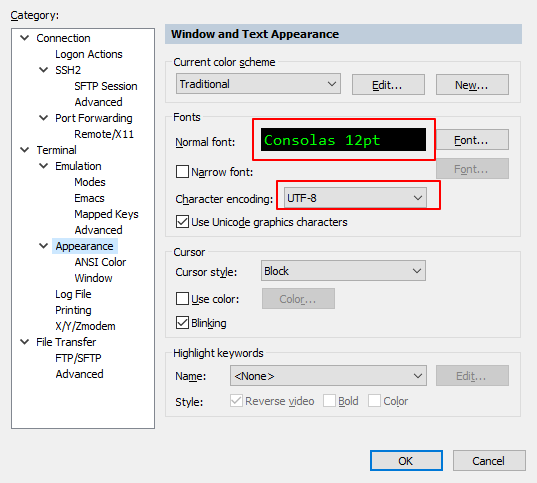 Category:
Connection
Logon Actions
SSH2
SFTP Session
Advanced
Port Forwarding
Remote/X11
Terminal
Emulation
Modes
Emacs
Mapped Keys
Advanced
Appearance
ANSI Color
Window
Log File
Printing
X/Y/Zmodem
File Transfer
FTP/SFTP
Advanced
Window and Text Appearance
Current color scheme
Traditional Edit... New...
Fonts
Normal font: Consolas 12pt Font...
Narrow font: Font...
Character encoding: UTF-8
Use Unicode graphics characters
Cursor
Cursor style: Block
Use color: Color...
Blinking
Highlight keywords
Name: <None> Edit...
Style: Reverse video Bold Color
OK Cancel